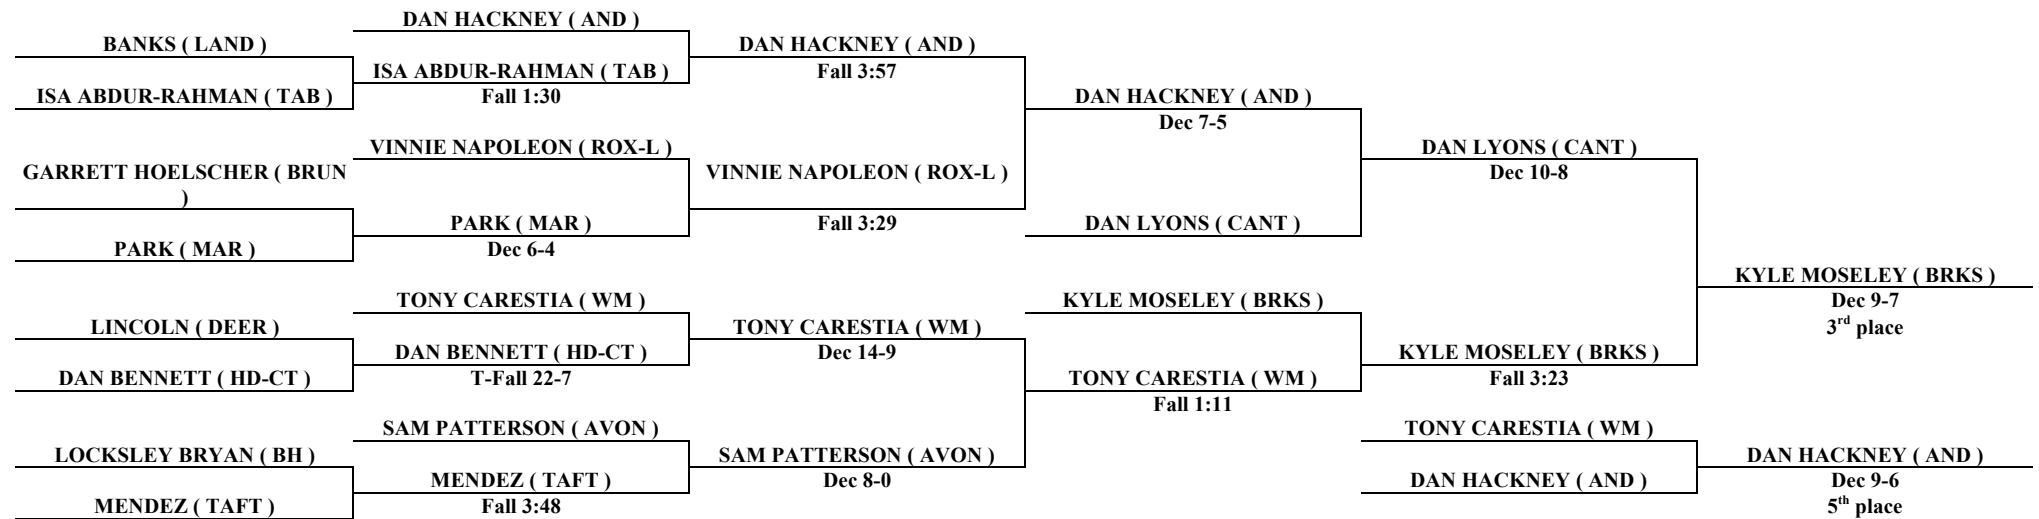 DAN HACKNEY ( AND )
BANKS ( LAND )
DAN HACKNEY ( AND )
ISA ABDUR-RAHMAN ( TAB )
Fall 3:57
ISA ABDUR-RAHMAN ( TAB )
Fall 1:30
DAN HACKNEY ( AND )
Dec 7-5
VINNIE NAPOLEON ( ROX-L )
DAN LYONS ( CANT )
GARRETT HOELSCHER ( BRUN
)
VINNIE NAPOLEON ( ROX-L )
Dec 10-8
PARK ( MAR )
Fall 3:29
DAN LYONS ( CANT )
PARK ( MAR )
Dec 6-4
KYLE MOSELEY ( BRKS )
Dec 9-7
3rd place
TONY CARESTIA ( WM )
KYLE MOSELEY ( BRKS )
LINCOLN ( DEER )
TONY CARESTIA ( WM )
DAN BENNETT ( HD-CT )
Dec 14-9
KYLE MOSELEY ( BRKS )
DAN BENNETT ( HD-CT )
T-Fall 22-7
TONY CARESTIA ( WM )
Fall 3:23
Fall 1:11
SAM PATTERSON ( AVON )
TONY CARESTIA ( WM )
LOCKSLEY BRYAN ( BH )
SAM PATTERSON ( AVON )
DAN HACKNEY ( AND )
MENDEZ ( TAFT )
Dec 8-0
DAN HACKNEY ( AND )
Dec 9-6
MENDEZ ( TAFT )
Fall 3:48
5th place